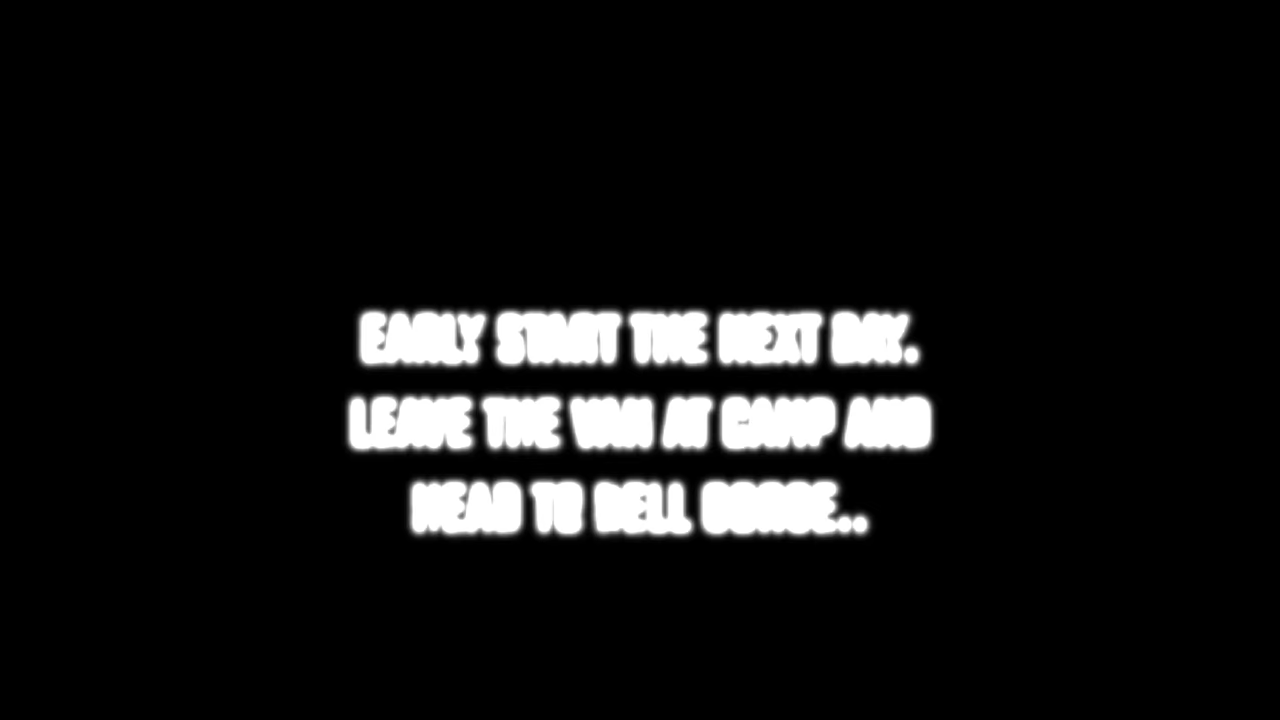 EARLY START THE NEXT DAY.
LEAVE THE VAN AT CAMP AND
HEAD TO BELL GORGE..